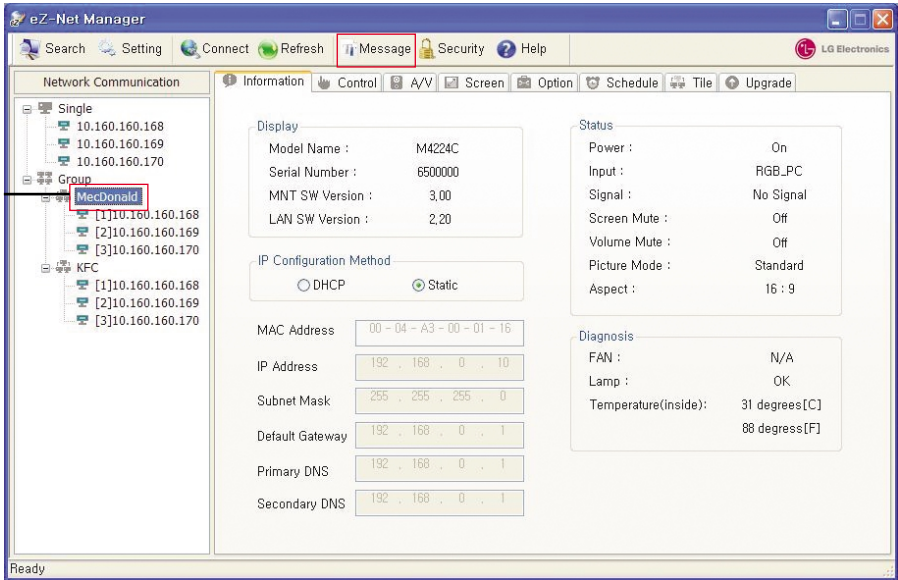 eZ-Net Manager
Search Setting Connect Refresh Message Security Help LG LG Electronics
Network Communication
Single
10.160.160.168
10.160.160.169
10.160.160.170
Group
MecDonald
[1]10.160.160.168
[2]10.160.160.169
[3]10.160.160.170
KFC
[1]10.160.160.168
[2]10.160.160.169
[3]10.160.160.170
Information Control A/V Screen Option Schedule Tile Upgrade
Display
Model Name : M4224C
Serial Number : 6500000
MNT SW Version : 3,00
LAN SW Version : 2,20
IP Configuration Method
DHCP Static
MAC Address 00 - 04 - A3 - 00 - 01 - 16
IP Address 192 . 168 . 0 . 10
Subnet Mask 255 . 255 . 255 . 0
Default Gateway 192 . 168 . 0 . 1
Primary DNS 192 . 168 . 0 . 1
Secondary DNS 192 . 168 . 0 . 1
Status
Power : On
Input : RGB_PC
Signal : No Signal
Screen Mute : Off
Volume Mute : Off
Picture Mode : Standard
Aspect : 16 : 9
Diagnosis
FAN : N/A
Lamp : OK
Temperature(inside): 31 degrees[C]
88 degress[F]
Ready